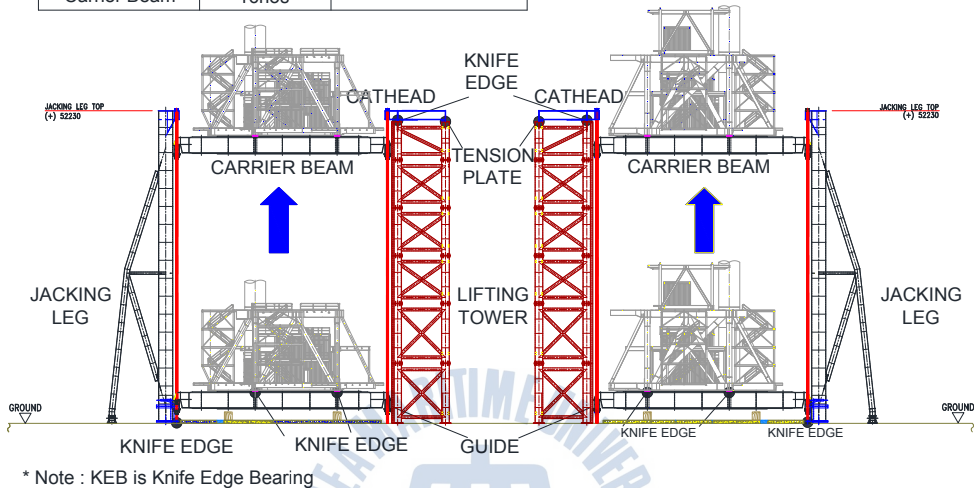 Carrier Beam
Tones
KNIFE
EDGE
CATHEAD
CATHEAD
JACKING LEG TOP
(+) 52230
JACKING LEG TOP
(+) 52230
TENSION
PLATE
CARRIER BEAM
CARRIER BEAM
JACKING
LEG
LIFTING
TOWER
JACKING
LEG
GROUND
GROUND
KNIFE EDGE
KNIFE EDGE
GUIDE
KNIFE EDGE
KNIFE EDGE
* Note : KEB is Knife Edge Bearing